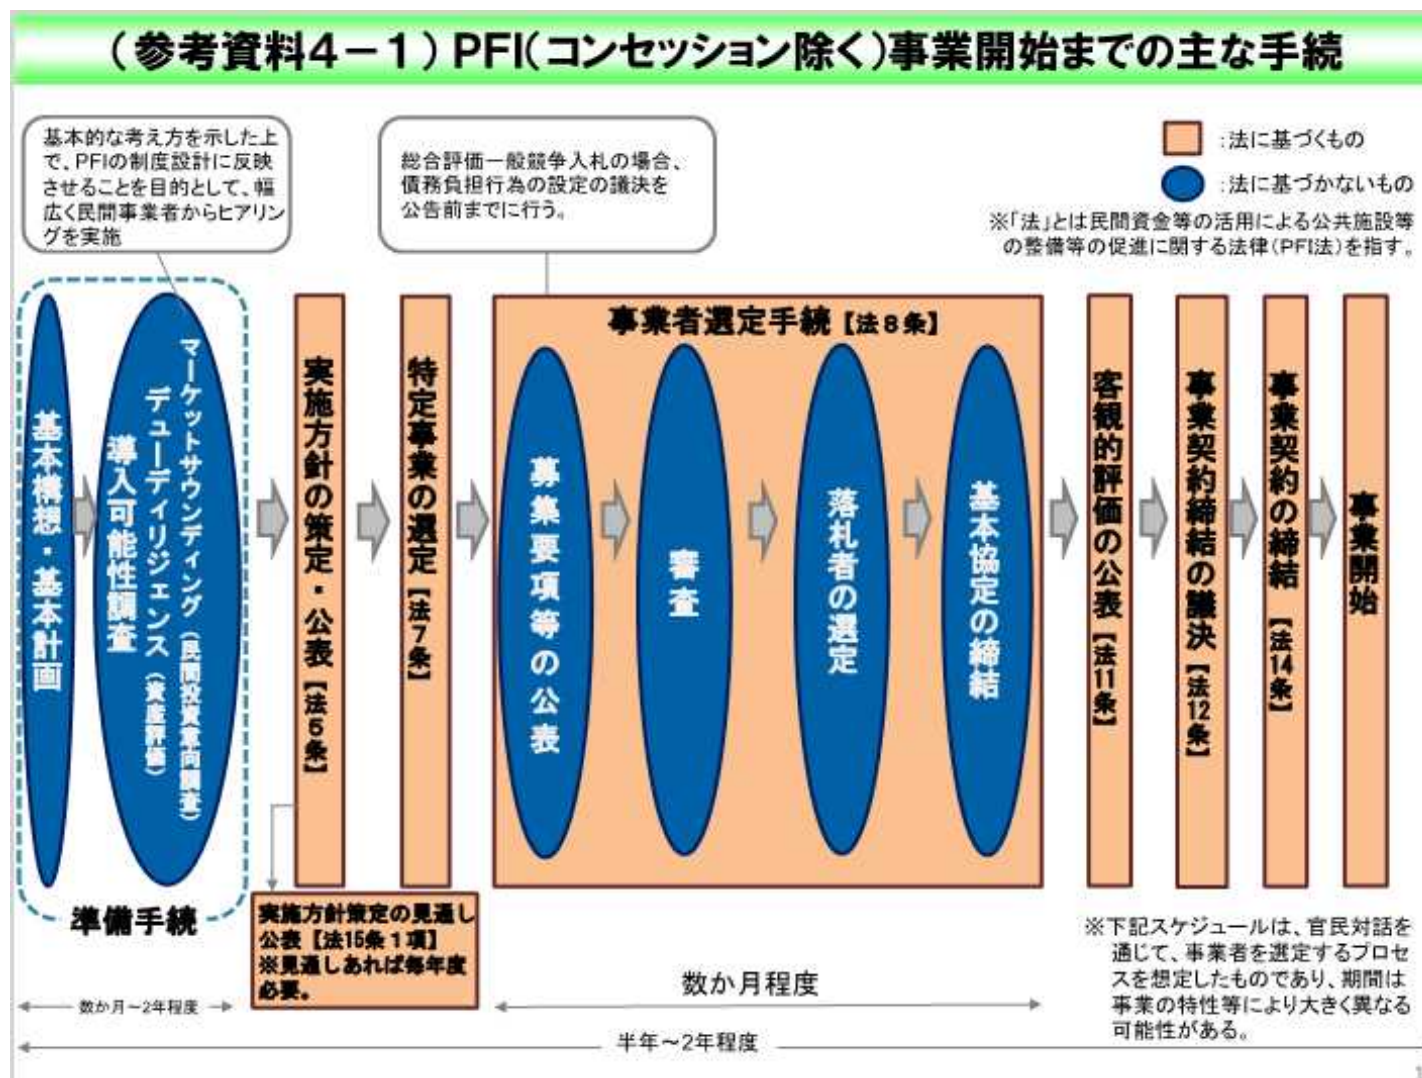 （参考資料４－１）PFI（コンセッション除く）事業開始までの主な手続
基本的な考え方を示した上
で、PFIの制度設計に反映
させることを目的として、幅
広く民間事業者からヒアリン
グを実施
総合評価一般競争入札の場合、
債務負担行為の設定の議決を
公告前までに行う。
：法に基づくもの
：法に基づかないもの
※「法」とは民間資金等の活用による公共施設等
の整備等の促進に関する法律（PFI法）を指す。
基本構想・基本計画
マーケットサウンディング（民間投資意向調査）
デューディリジェンス（資産評価）
導入可能性調査
準備手続
実施方針の策定・公表【法５条】
特定事業の選定【法７条】
事業者選定手続【法８条】
募集要項等の公表
審査
落札者の選定
基本協定の締結
客観的評価の公表【法11条】
事業契約締結の議決【法12条】
事業契約の締結【法14条】
事業開始
実施方針策定の見通し
公表【法15条１項】
※見通しあれば毎年度
必要。
※下記スケジュールは、官民対話を
通じて、事業者を選定するプロセ
スを想定したものであり、期間は
事業の特性等により大きく異なる
可能性がある。
数か月～2年程度
数か月程度
半年～2年程度